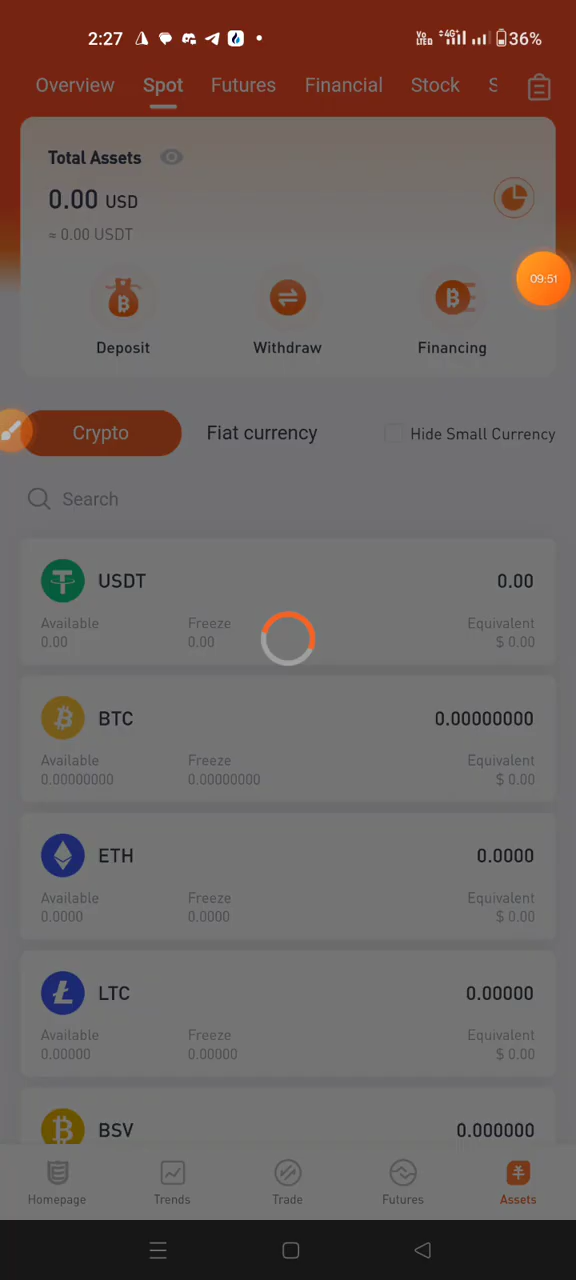 2:27 VoLTED 4G+ 36%
Overview Spot Futures Financial Stock S
Total Assets
0.00 USD
≈ 0.00 USDT
09:51
Deposit Withdraw Financing
Crypto Fiat currency Hide Small Currency
Search
USDT 0.00
Available Freeze Equivalent
0.00 0.00 $ 0.00
BTC 0.00000000
Available Freeze Equivalent
0.00000000 0.00000000 $ 0.00
ETH 0.0000
Available Freeze Equivalent
0.0000 0.0000 $ 0.00
LTC 0.00000
Available Freeze Equivalent
0.00000 0.00000 $ 0.00
BSV 0.000000
Homepage Trends Trade Futures Assets